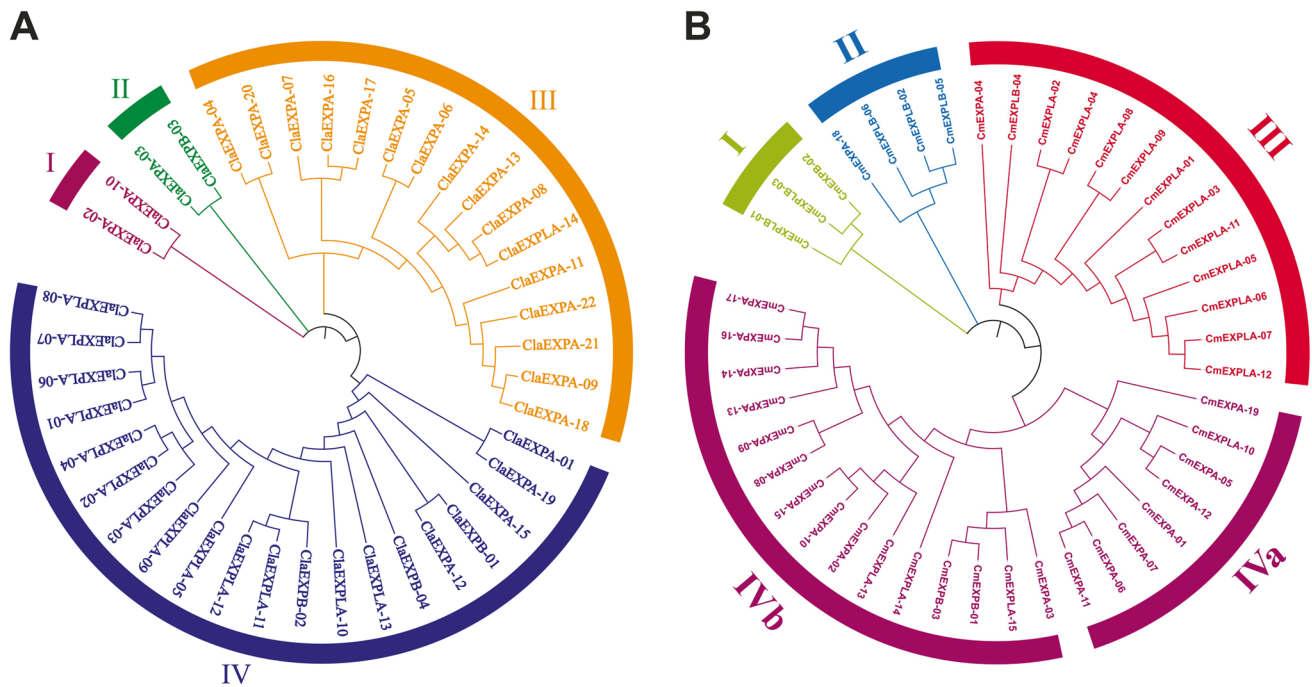 A
I
ClaEXPA-02
ClaEXPA-10
II
ClaEXPA-03
ClaEXPB-03
III
ClaEXPA-04
ClaEXPA-20
ClaEXPA-07
ClaEXPA-16
ClaEXPA-17
ClaEXPA-05
ClaEXPA-06
ClaEXPA-14
ClaEXPA-13
ClaEXPA-08
ClaEXPLA-14
ClaEXPA-11
ClaEXPA-22
ClaEXPA-21
ClaEXPA-09
ClaEXPA-18
ClaEXPA-01
ClaEXPA-19
ClaEXPA-15
ClaEXPB-01
ClaEXPA-12
ClaEXPB-04
ClaEXPLA-13
ClaEXPLA-10
ClaEXPB-02
ClaEXPLA-11
ClaEXPLA-12
ClaEXPLA-05
ClaEXPLA-09
ClaEXPLA-03
ClaEXPLA-02
ClaEXPLA-04
ClaEXPLA-01
ClaEXPLA-06
ClaEXPLA-07
ClaEXPLA-08
IV
B
I
CmEXPLB-01
CmEXPLB-03
CmEXPB-02
II
CmEXPA-18
CmEXPLB-06
CmEXPLB-02
CmEXPLB-05
III
CmEXPA-04
CmEXPLB-04
CmEXPLA-02
CmEXPLA-04
CmEXPLA-08
CmEXPLA-09
CmEXPLA-01
CmEXPLA-03
CmEXPLA-11
CmEXPLA-05
CmEXPLA-06
CmEXPLA-07
CmEXPLA-12
CmEXPA-19
CmEXPLA-10
CmEXPA-05
CmEXPA-12
CmEXPA-01
CmEXPA-07
CmEXPA-06
CmEXPA-11
IVa
CmEXPA-03
CmEXPLA-15
CmEXPB-01
CmEXPB-03
CmEXPLA-14
CmEXPLA-13
CmEXPA-02
CmEXPA-10
CmEXPA-15
CmEXPA-08
CmEXPA-09
CmEXPA-13
CmEXPA-14
CmEXPA-16
CmEXPA-17
IVb